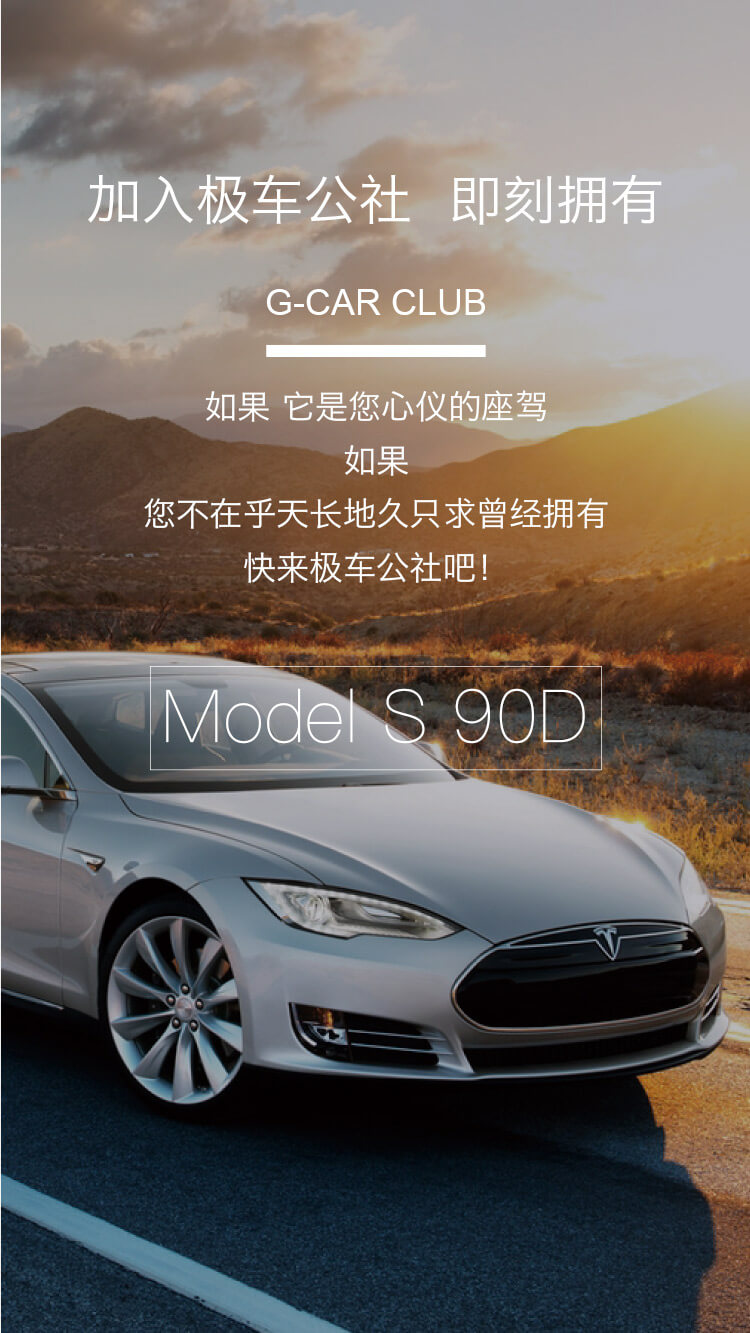 加入极车公社 即刻拥有
G-CAR CLUB
如果 它是您心仪的座驾
如果
您不在乎天长地久只求曾经拥有
快来极车公社吧！
Model S 90D